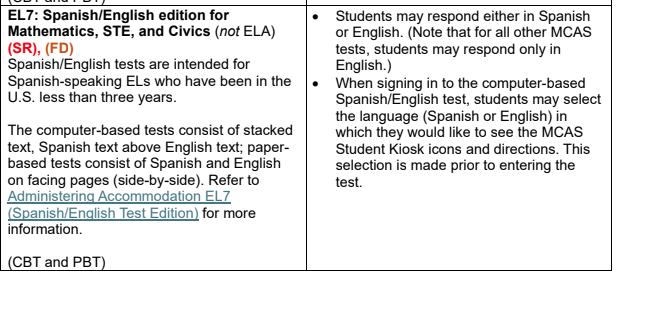 (CBT and PBT)
EL7: Spanish/English edition for
Mathematics, STE, and Civics (not ELA)
(SR), (FD)
Spanish/English tests are intended for
Spanish-speaking ELs who have been in the
U.S. less than three years.
The computer-based tests consist of stacked
text, Spanish text above English text; paper-
based tests consist of Spanish and English
on facing pages (side-by-side). Refer to
Administering Accommodation EL7
(Spanish/English Test Edition) for more
information.
(CBT and PBT)
• Students may respond either in Spanish
or English. (Note that for all other MCAS
tests, students may respond only in
English.)
• When signing in to the computer-based
Spanish/English test, students may select
the language (Spanish or English) in
which they would like to see the MCAS
Student Kiosk icons and directions. This
selection is made prior to entering the
test.